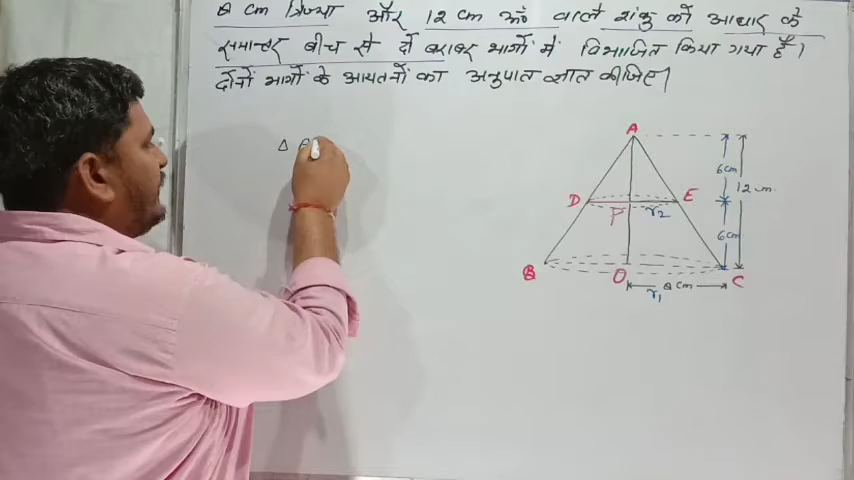 8 cm त्रिज्या और 12 cm ऊँ वाले शंकु को आधार के
समान्तर बीच से दो बराबर भागों में विभाजित किया गया है।
दोनों भागों के आयतनों का अनुपात ज्ञात कीजिए।
Δ
A
6cm
12 cm
D
E
P
r₂
6cm
B
O
C
8 cm
r₁